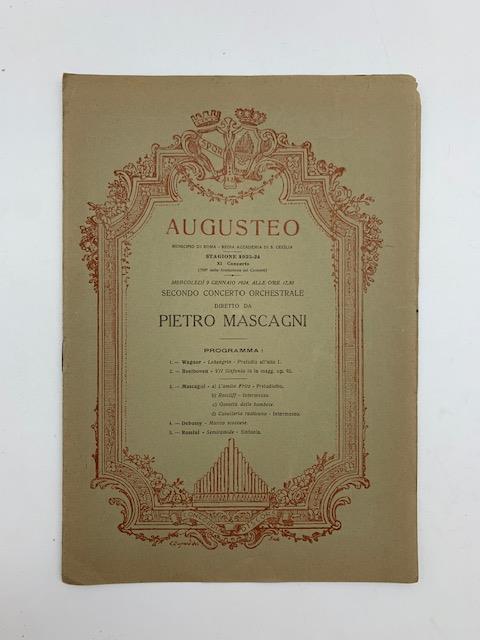 SPQR
AUGUSTEO
MUNICIPIO DI ROMA - REGIA ACCADEMIA DI S. CECILIA
STAGIONE 1923-24
XI Concerto
MERCOLEDÌ 9 GENNAIO 1924, ALLE ORE 17,30
SECONDO CONCERTO ORCHESTRALE
DIRETTO DA
PIETRO MASCAGNI
PROGRAMMA:
1. — Wagner - Lohengrin - Preludio all'atto I.
2. — Beethoven - VII Sinfonia in la magg. op. 92.
3. — Mascagni - a) L'amico Fritz - Preludietto.
b) Ratcliff - Intermezzo.
c) Gavotta delle bambole.
d) Cavalleria rusticana - Intermezzo.
4. — Debussy - Marcia scozzese.
5. — Rossini - Semiramide - Sinfonia.